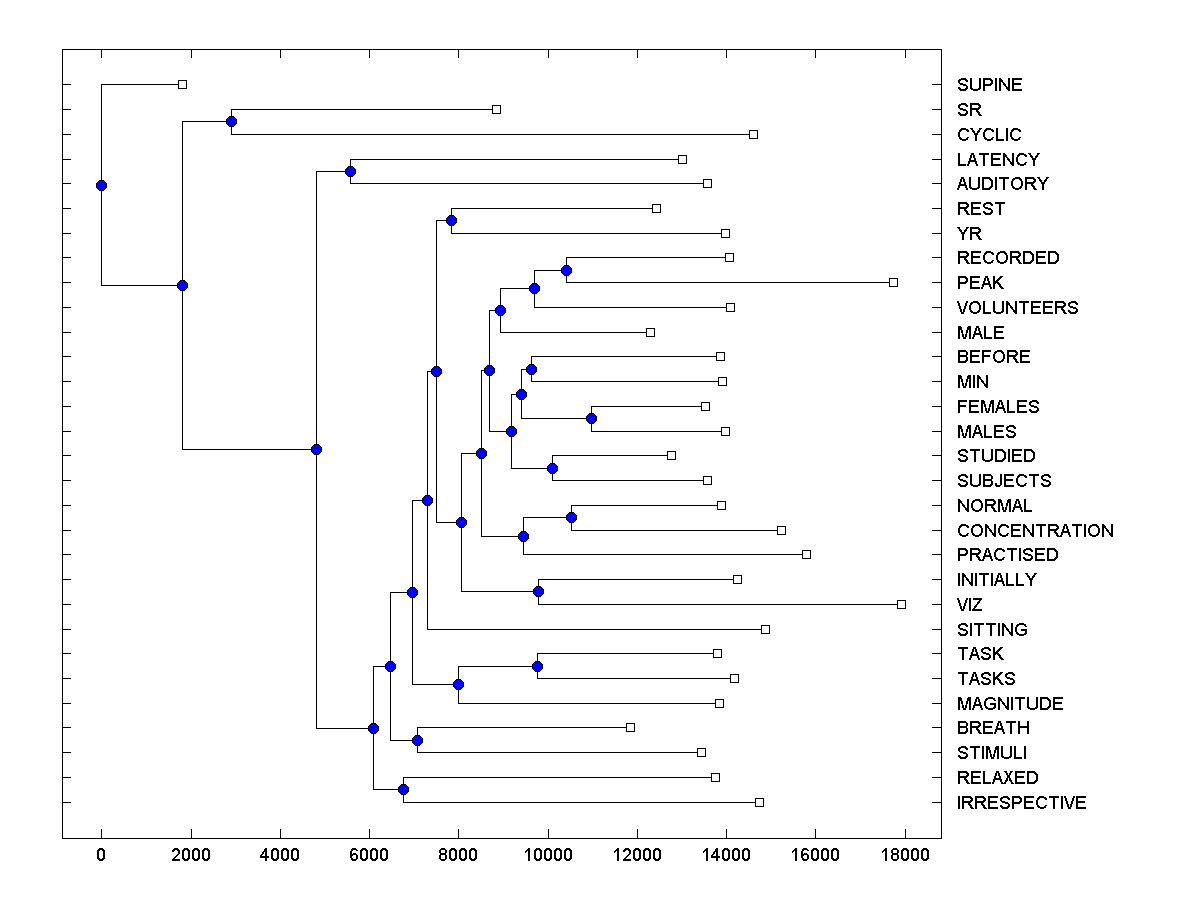 SUPINE
SR
CYCLIC
LATENCY
AUDITORY
REST
YR
RECORDED
PEAK
VOLUNTEERS
MALE
BEFORE
MIN
FEMALES
MALES
STUDIED
SUBJECTS
NORMAL
CONCENTRATION
PRACTISED
INITIALLY
VIZ
SITTING
TASK
TASKS
MAGNITUDE
BREATH
STIMULI
RELAXED
IRRESPECTIVE
0 2000 4000 6000 8000 10000 12000 14000 16000 18000